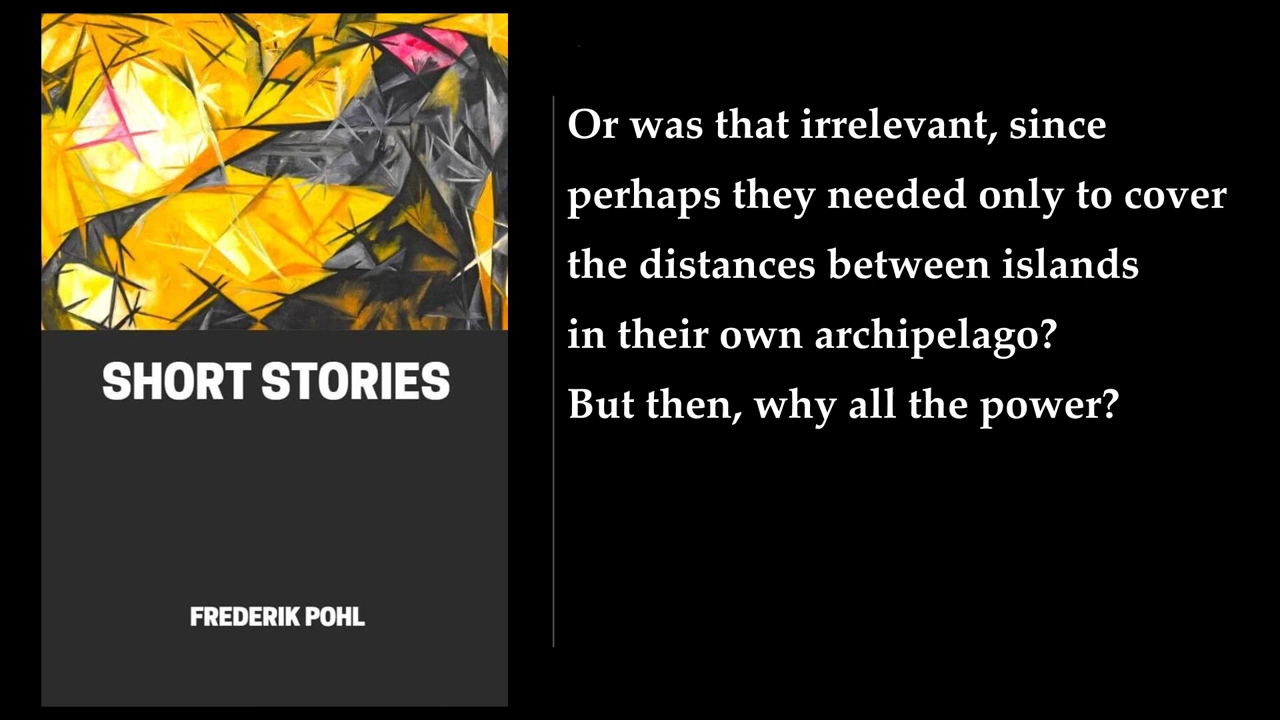 SHORT STORIES
FREDERIK POHL
Or was that irrelevant, since
perhaps they needed only to cover
the distances between islands
in their own archipelago?
But then, why all the power?